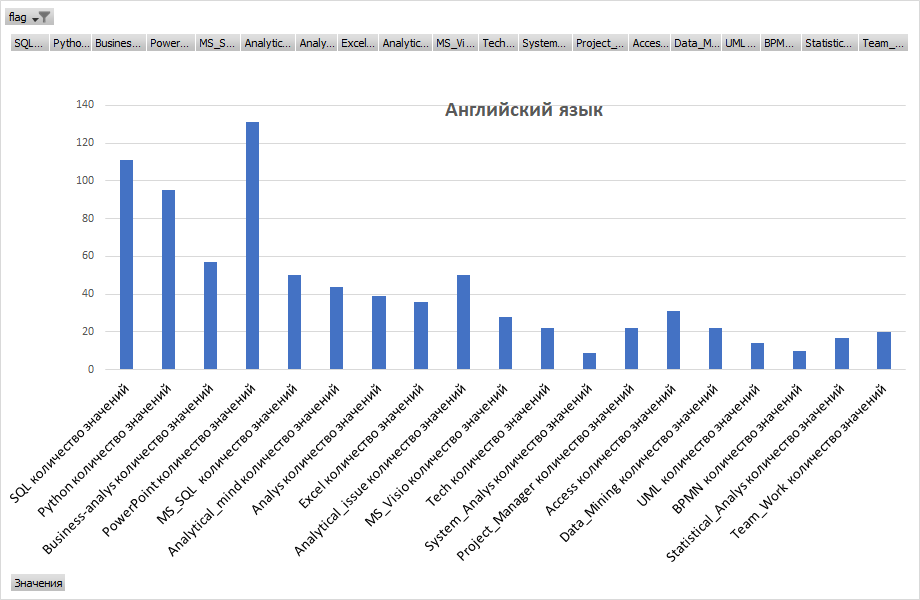 flag
SQL... Pytho... Busines... Power... MS_S... Analytic... Analy... Excel... Analytic... MS_Vi... Tech... System... Project_... Acces... Data_M... UML... BPM... Statistic... Team_...
Английский язык
140
120
100
80
60
40
20
0
SQL количество значений
Python количество значений
Business-analys количество значений
PowerPoint количество значений
MS_SQL количество значений
Analytical_mind количество значений
Analys количество значений
Excel количество значений
Analytical_issue количество значений
MS_Visio количество значений
Tech количество значений
System_Analys количество значений
Project_Manager количество значений
Access количество значений
Data_Mining количество значений
UML количество значений
BPMN количество значений
Statistical_Analys количество значений
Team_Work количество значений
Значения